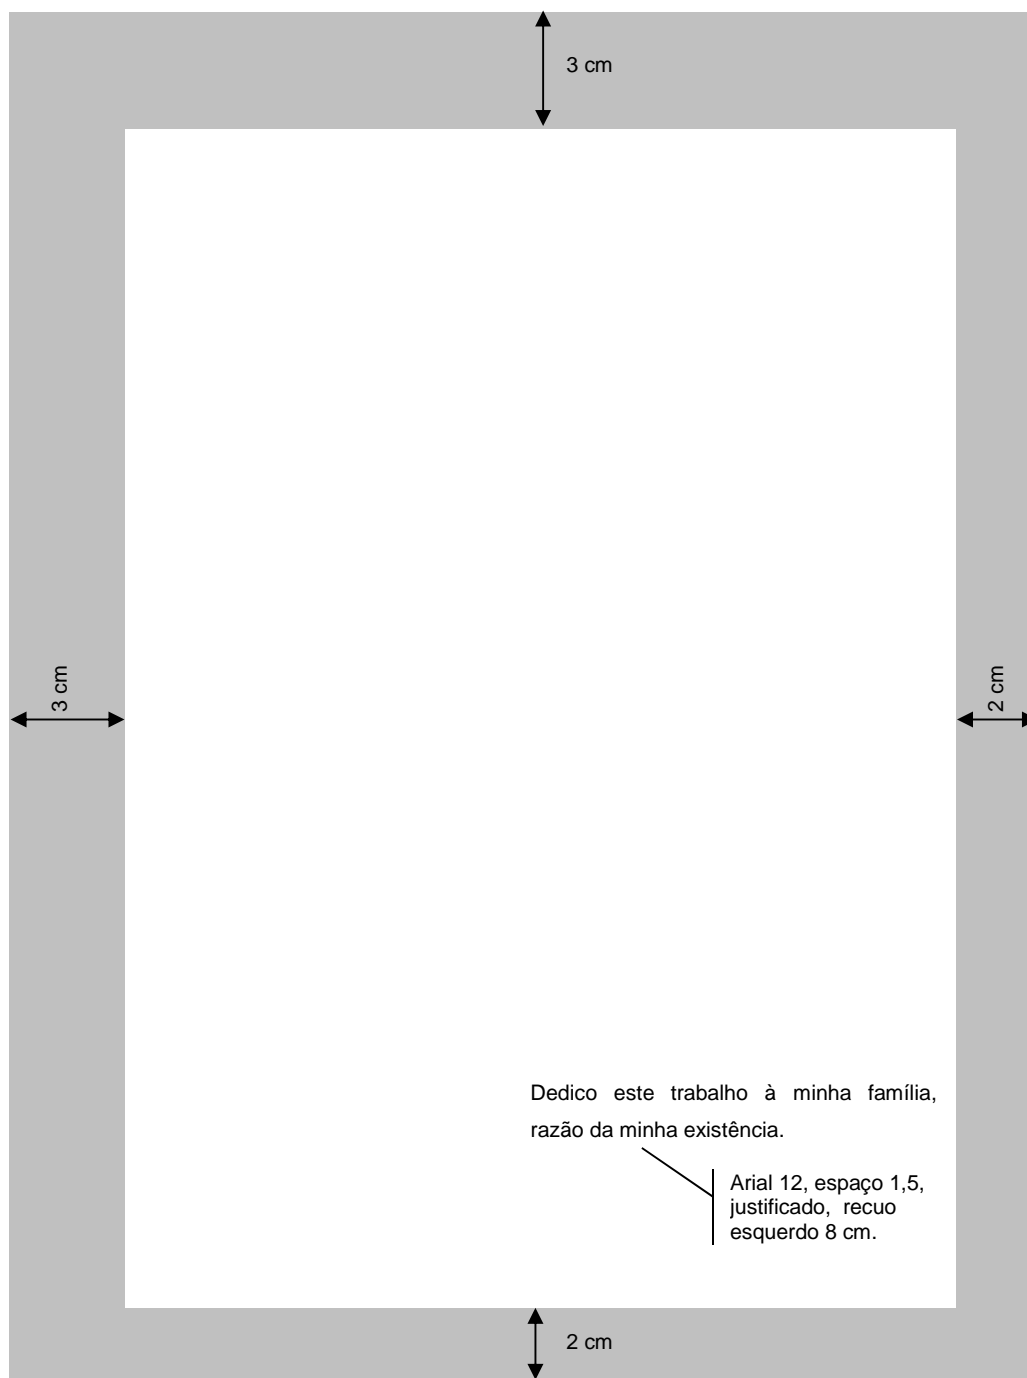 3 cm
3 cm
2 cm
Dedico este trabalho à minha família,
razão da minha existência.
Arial 12, espaço 1,5,
justificado, recuo
esquerdo 8 cm.
2 cm